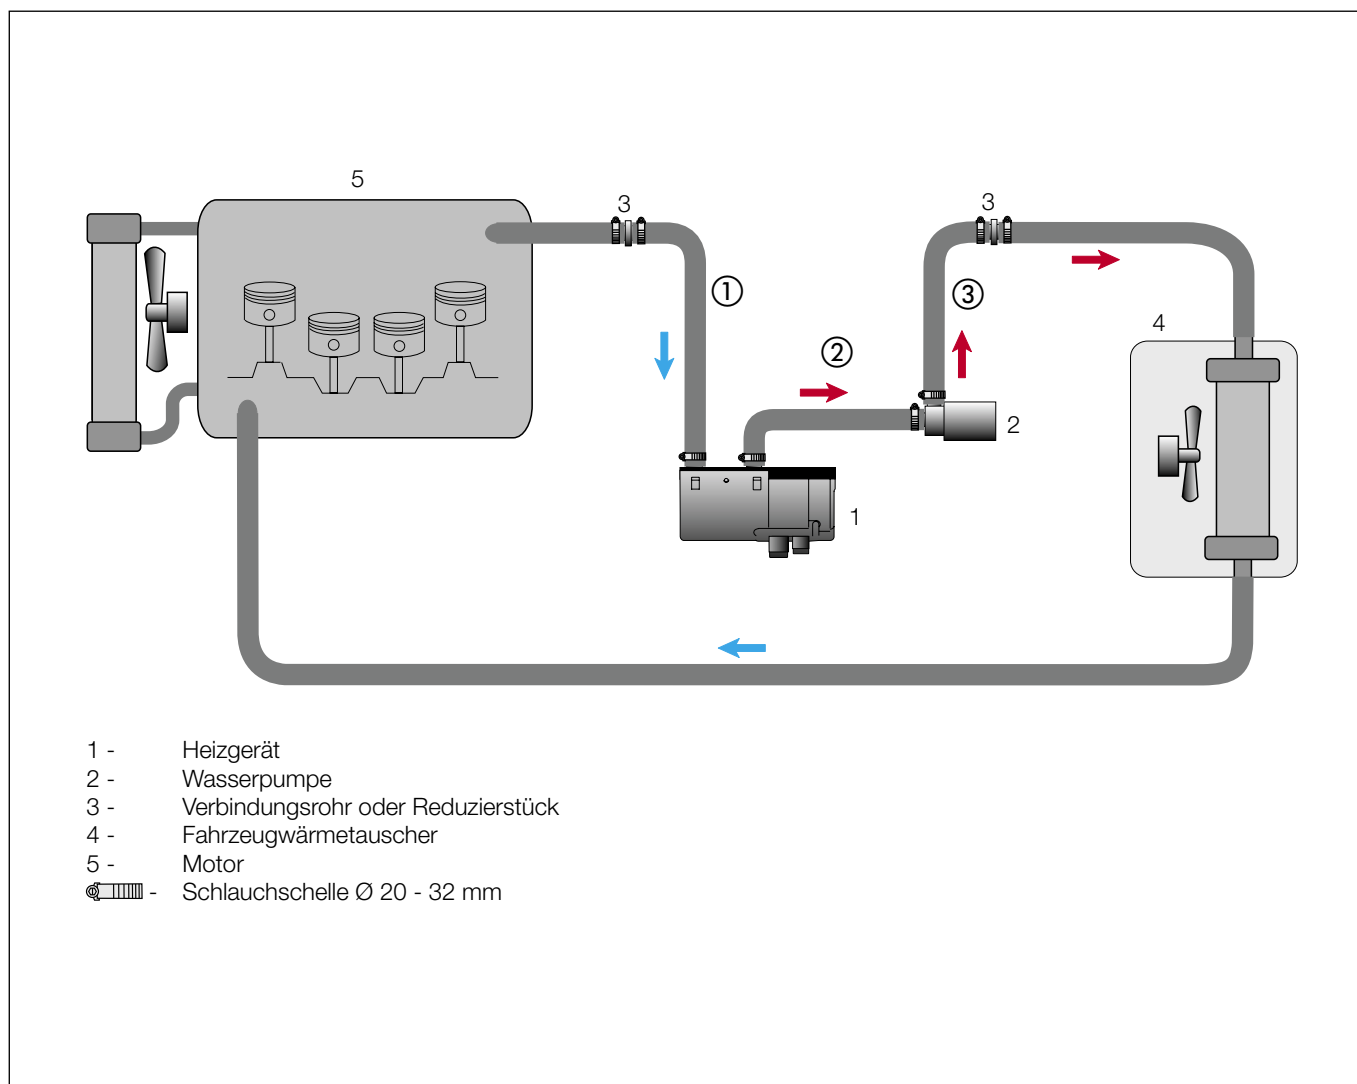 5
3
3
①
③
4
②
2
1
1 - Heizgerät
2 - Wasserpumpe
3 - Verbindungsrohr oder Reduzierstück
4 - Fahrzeugwärmetauscher
5 - Motor
- Schlauchschelle Ø 20 - 32 mm